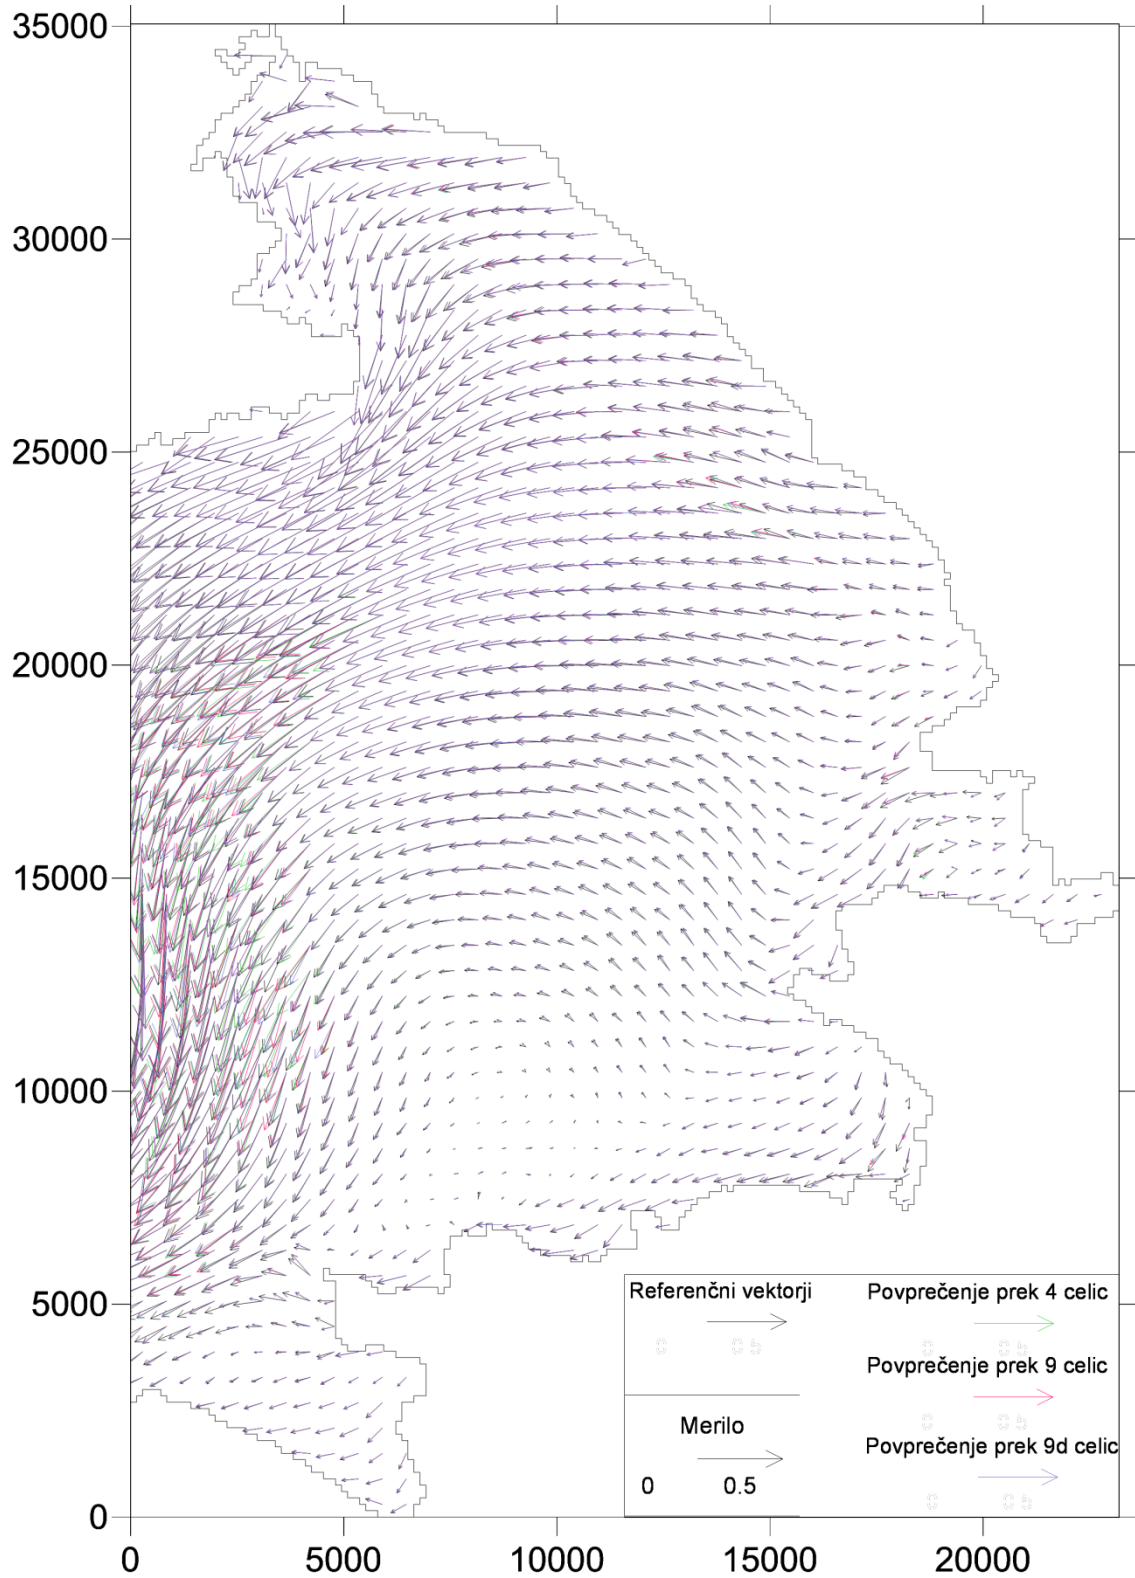 35000
30000
25000
20000
15000
10000
5000
0
0 5000 10000 15000 20000
Referenčni vektorji
Povprečenje prek 4 celic
Povprečenje prek 9 celic
Merilo
0 0.5
Povprečenje prek 9d celic